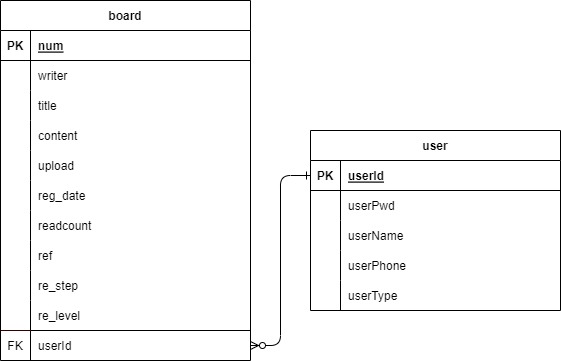 board
PK num
writer
title
content
upload
reg_date
readcount
ref
re_step
re_level
FK userId
user
PK userId
userPwd
userName
userPhone
userType